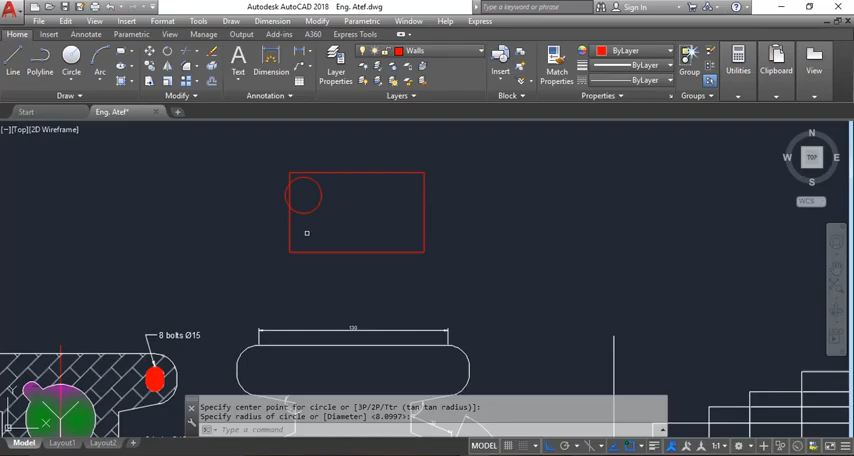 Autodesk AutoCAD 2018   Eng. Atef.dwg
Type a keyword or phrase
Sign In
File Edit View Insert Format Tools Draw Dimension Modify Parametric Window Help Express
Home Insert Annotate Parametric View Manage Output Add-ins A360 Express Tools
Line Polyline Circle Arc
Text Dimension
Layer Properties
Walls
Insert
Match Properties
ByLayer
ByLayer
ByLayer
Group
Utilities
Clipboard
View
Draw Modify Annotation Layers Block Properties Groups
Start Eng. Atef*
[−][Top][2D Wireframe]
N
W TOP E
S
WCS
8 bolts Ø15
130
Specify center point for circle or [3P/2P/Ttr (tan tan radius)]:
Specify radius of circle or [Diameter] <8.0997>:
Type a command
Y
X
Model Layout1 Layout2
MODEL
1:1